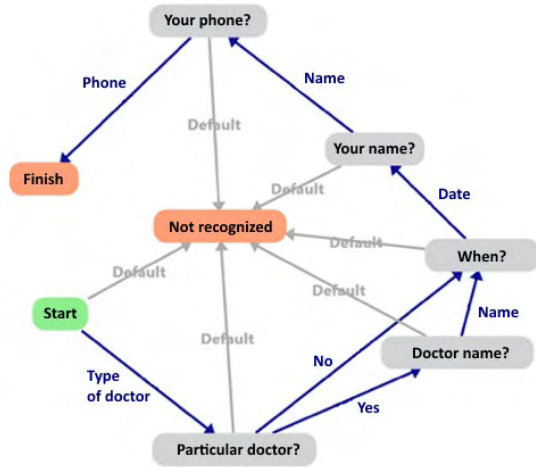 Your phone?
Name
Phone
Default
Your name?
Finish
Default
Date
Not recognized
Default
When?
Default
Default
Start
Name
Default
No
Doctor name?
Type
of doctor
Yes
Particular doctor?